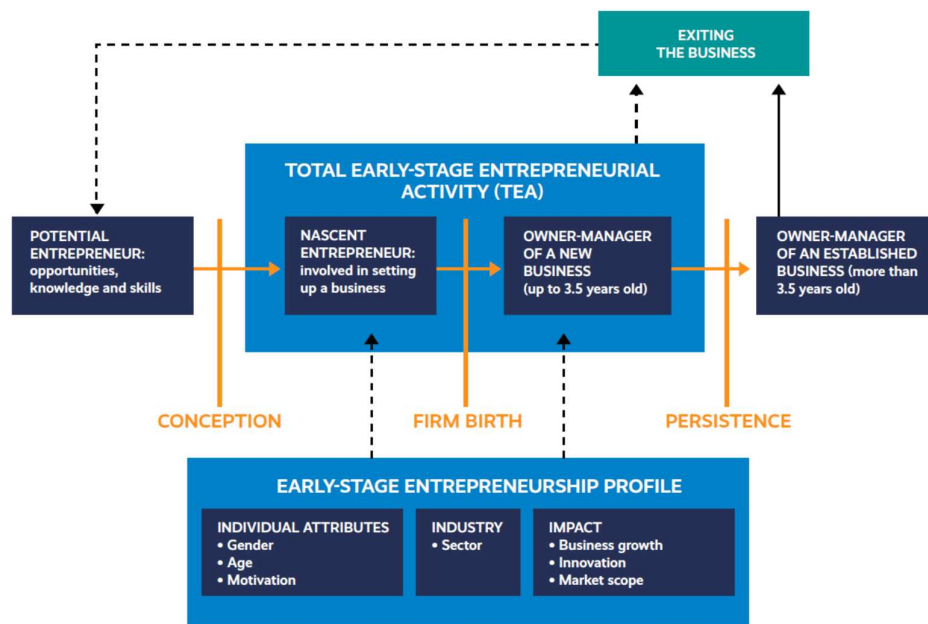 EXITING
THE BUSINESS
TOTAL EARLY-STAGE ENTREPRENEURIAL
ACTIVITY (TEA)
POTENTIAL
ENTREPRENEUR:
opportunities,
knowledge and skills
NASCENT
ENTREPRENEUR:
involved in setting
up a business
OWNER-MANAGER
OF A NEW
BUSINESS
(up to 3.5 years old)
OWNER-MANAGER
OF AN ESTABLISHED
BUSINESS (more than
3.5 years old)
CONCEPTION
FIRM BIRTH
PERSISTENCE
EARLY-STAGE ENTREPRENEURSHIP PROFILE
INDIVIDUAL ATTRIBUTES
• Gender
• Age
• Motivation
INDUSTRY
• Sector
IMPACT
• Business growth
• Innovation
• Market scope